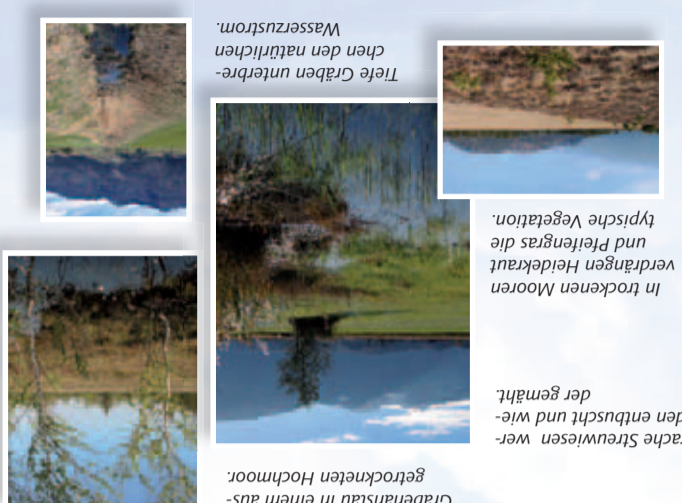 Grabenanstau in einem aus-
getrockneten Hochmoor.
den entbuscht und wie-
der gemäht.
Streuwiesen wer-
In trockenen Mooren
verdrängen Heidekraut
und Pfeifengras die
typische Vegetation.
Tiefe Gräben unterbre-
chen den natürlichen
Wasserzustrom.